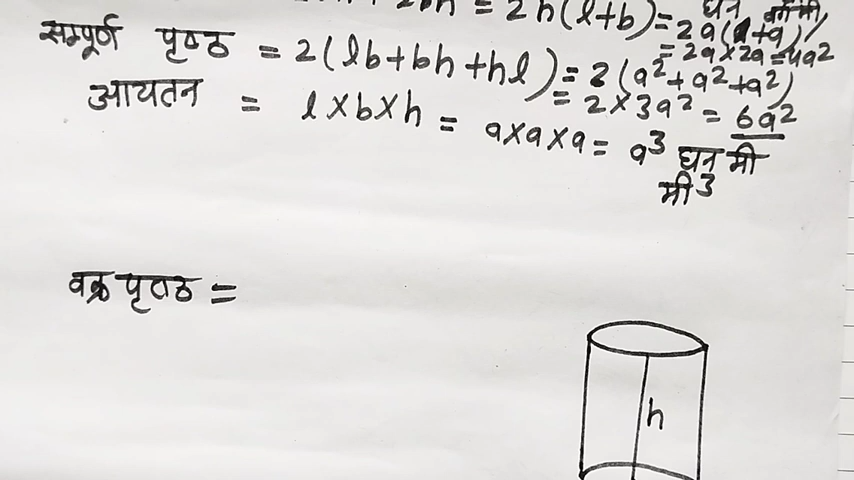 2bh = 2h(l+b) = 2a(a+a)
= 2a×2a = 4a²
सम्पूर्ण पृष्ठ = 2(lb+bh+hl) = 2(a²+a²+a²)
= 2×3a² = 6a²
आयतन = l×b×h = a×a×a = a³ घन मी
मी³
वक्र पृष्ठ =
h